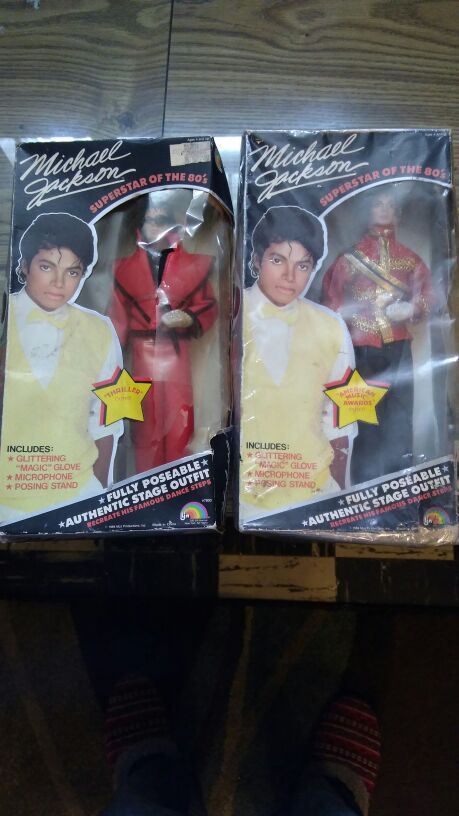 Michael
Jackson
SUPERSTAR OF THE 80's
"THRILLER"
Outfit
INCLUDES:
★ GLITTERING
"MAGIC" GLOVE
★ MICROPHONE
★ POSING STAND
★ FULLY POSEABLE ★
★ AUTHENTIC STAGE OUTFIT
RECREATE HIS FAMOUS DANCE STEPS
Michael
Jackson
SUPERSTAR OF THE 80's
"AMERICAN
MUSIC
AWARDS"
Outfit
INCLUDES:
★ GLITTERING
"MAGIC" GLOVE
★ MICROPHONE
★ POSING STAND
★ FULLY POSEABLE ★
★ AUTHENTIC STAGE OUTFIT
RECREATE HIS FAMOUS DANCE STEPS